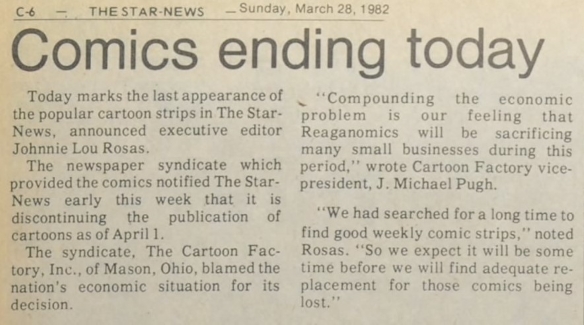 C-6 — THE STAR-NEWS — Sunday, March 28, 1982
Comics ending today
Today marks the last appearance of
the popular cartoon strips in The Star-
News, announced executive editor
Johnnie Lou Rosas.
The newspaper syndicate which
provided the comics notified The Star-
News early this week that it is
discontinuing the publication of
cartoons as of April 1.
The syndicate, The Cartoon Fac-
tory, Inc., of Mason, Ohio, blamed the
nation's economic situation for its
decision.
"Compounding the economic
problem is our feeling that
Reaganomics will be sacrificing
many small businesses during this
period," wrote Cartoon Factory vice-
president, J. Michael Pugh.
"We had searched for a long time to
find good weekly comic strips," noted
Rosas. "So we expect it will be some
time before we will find adequate re-
placement for those comics being
lost."